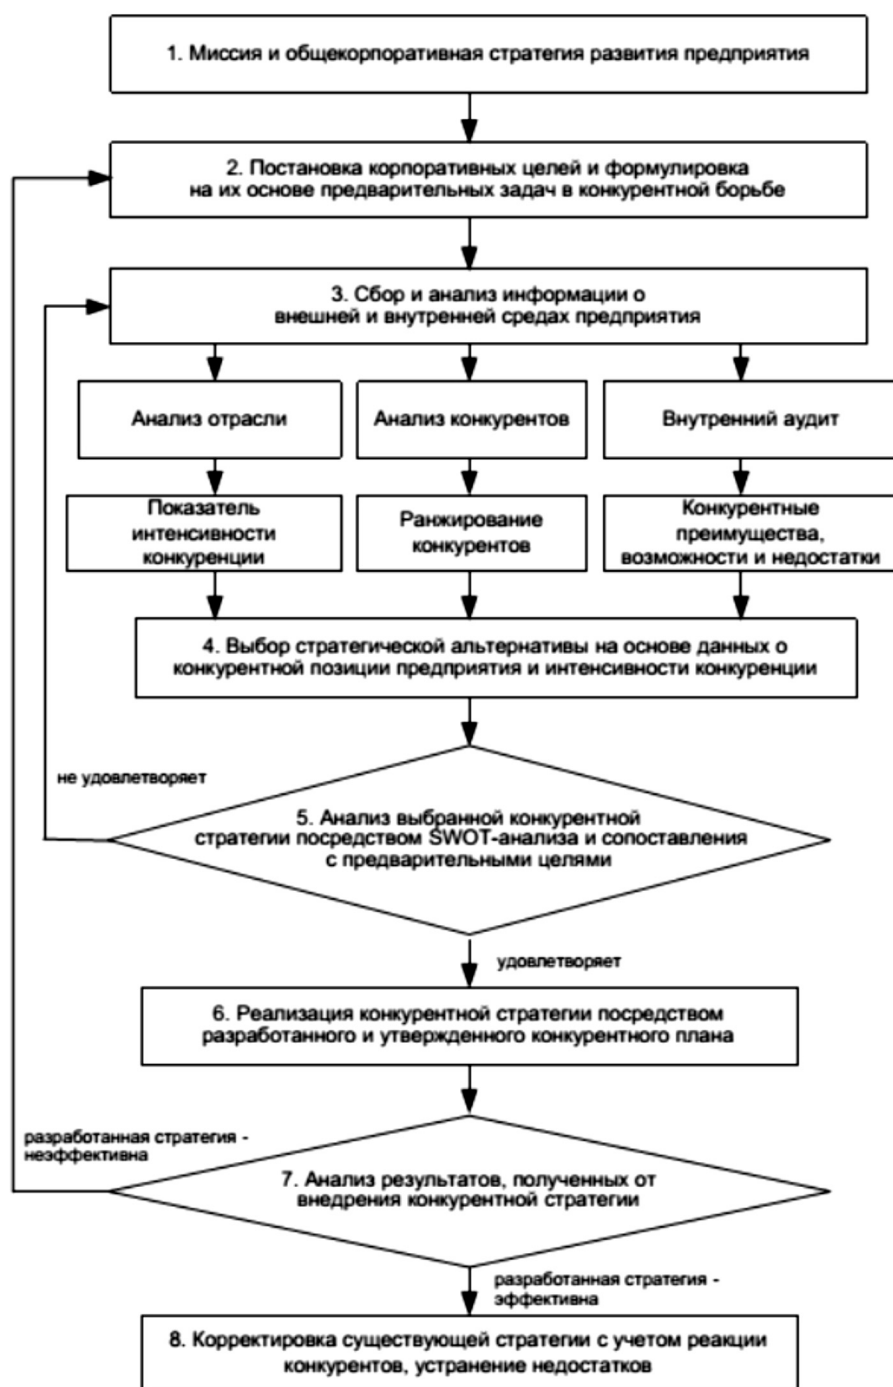 1. Миссия и общекорпоративная стратегия развития предприятия
2. Постановка корпоративных целей и формулировка
на их основе предварительных задач в конкурентной борьбе
3. Сбор и анализ информации о
внешней и внутренней средах предприятия
Анализ отрасли
Анализ конкурентов
Внутренний аудит
Показатель
интенсивности
конкуренции
Ранжирование
конкурентов
Конкурентные
преимущества,
возможности и недостатки
4. Выбор стратегической альтернативы на основе данных о
конкурентной позиции предприятия и интенсивности конкуренции
не удовлетворяет
5. Анализ выбранной конкурентной
стратегии посредством SWOT-анализа и сопоставления
с предварительными целями
удовлетворяет
6. Реализация конкурентной стратегии посредством
разработанного и утвержденного конкурентного плана
разработанная стратегия -
неэффективна
7. Анализ результатов, полученных от
внедрения конкурентной стратегии
разработанная стратегия -
эффективна
8. Корректировка существующей стратегии с учетом реакции
конкурентов, устранение недостатков